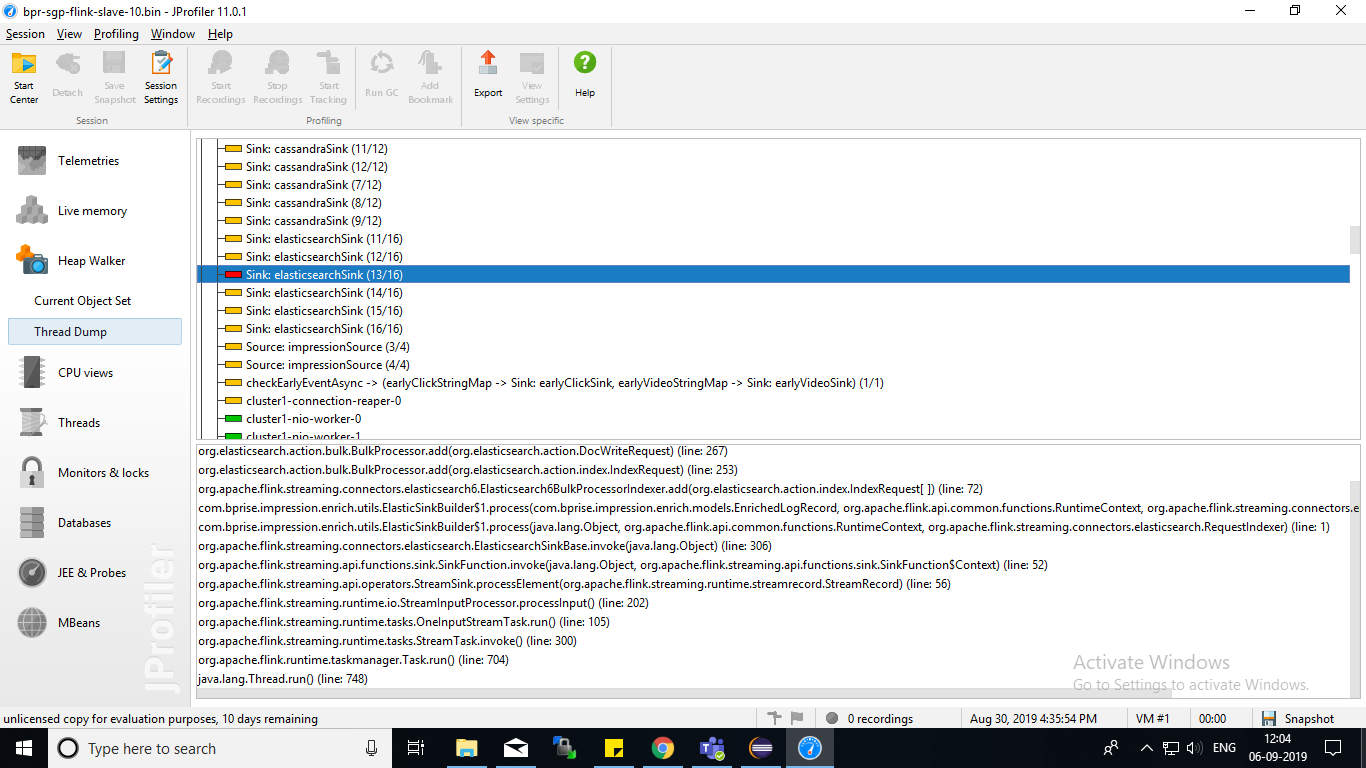 bpr-sgp-flink-slave-10.bin - JProfiler 11.0.1
Session View Profiling Window Help
Start Center
Detach
Save Snapshot
Session Settings
Start Recordings
Stop Recordings
Start Tracking
Run GC
Add Bookmark
Export
View Settings
Help
Session
Profiling
View specific
Telemetries
Live memory
Heap Walker
Current Object Set
Thread Dump
CPU views
Threads
Monitors & locks
Databases
JEE & Probes
MBeans
JProfiler
Sink: cassandraSink (11/12)
Sink: cassandraSink (12/12)
Sink: cassandraSink (7/12)
Sink: cassandraSink (8/12)
Sink: cassandraSink (9/12)
Sink: elasticsearchSink (11/16)
Sink: elasticsearchSink (12/16)
Sink: elasticsearchSink (13/16)
Sink: elasticsearchSink (14/16)
Sink: elasticsearchSink (15/16)
Sink: elasticsearchSink (16/16)
Source: impressionSource (3/4)
Source: impressionSource (4/4)
checkEarlyEventAsync -> (earlyClickStringMap -> Sink: earlyClickSink, earlyVideoStringMap -> Sink: earlyVideoSink) (1/1)
cluster1-connection-reaper-0
cluster1-nio-worker-0
cluster1-nio-worker-1
org.elasticsearch.action.bulk.BulkProcessor.add(org.elasticsearch.action.DocWriteRequest) (line: 267)
org.elasticsearch.action.bulk.BulkProcessor.add(org.elasticsearch.action.index.IndexRequest) (line: 253)
org.apache.flink.streaming.connectors.elasticsearch6.Elasticsearch6BulkProcessorIndexer.add(org.elasticsearch.action.index.IndexRequest[ ]) (line: 72)
com.bprise.impression.enrich.utils.ElasticSinkBuilder$1.process(com.bprise.impression.enrich.models.EnrichedLogRecord, org.apache.flink.api.common.functions.RuntimeContext, org.apache.flink.streaming.connectors.e
com.bprise.impression.enrich.utils.ElasticSinkBuilder$1.process(java.lang.Object, org.apache.flink.api.common.functions.RuntimeContext, org.apache.flink.streaming.connectors.elasticsearch.RequestIndexer) (line: 1)
org.apache.flink.streaming.connectors.elasticsearch.ElasticsearchSinkBase.invoke(java.lang.Object) (line: 306)
org.apache.flink.streaming.api.functions.sink.SinkFunction.invoke(java.lang.Object, org.apache.flink.streaming.api.functions.sink.SinkFunction$Context) (line: 52)
org.apache.flink.streaming.api.operators.StreamSink.processElement(org.apache.flink.streaming.runtime.streamrecord.StreamRecord) (line: 56)
org.apache.flink.streaming.runtime.io.StreamInputProcessor.processInput() (line: 202)
org.apache.flink.streaming.runtime.tasks.OneInputStreamTask.run() (line: 105)
org.apache.flink.streaming.runtime.tasks.StreamTask.invoke() (line: 300)
org.apache.flink.runtime.taskmanager.Task.run() (line: 704)
java.lang.Thread.run() (line: 748)
Activate Windows
Go to Settings to activate Windows.
unlicensed copy for evaluation purposes, 10 days remaining
0 recordings
Aug 30, 2019 4:35:54 PM
VM #1
00:00
Snapshot
Type here to search
ENG
12:04
06-09-2019